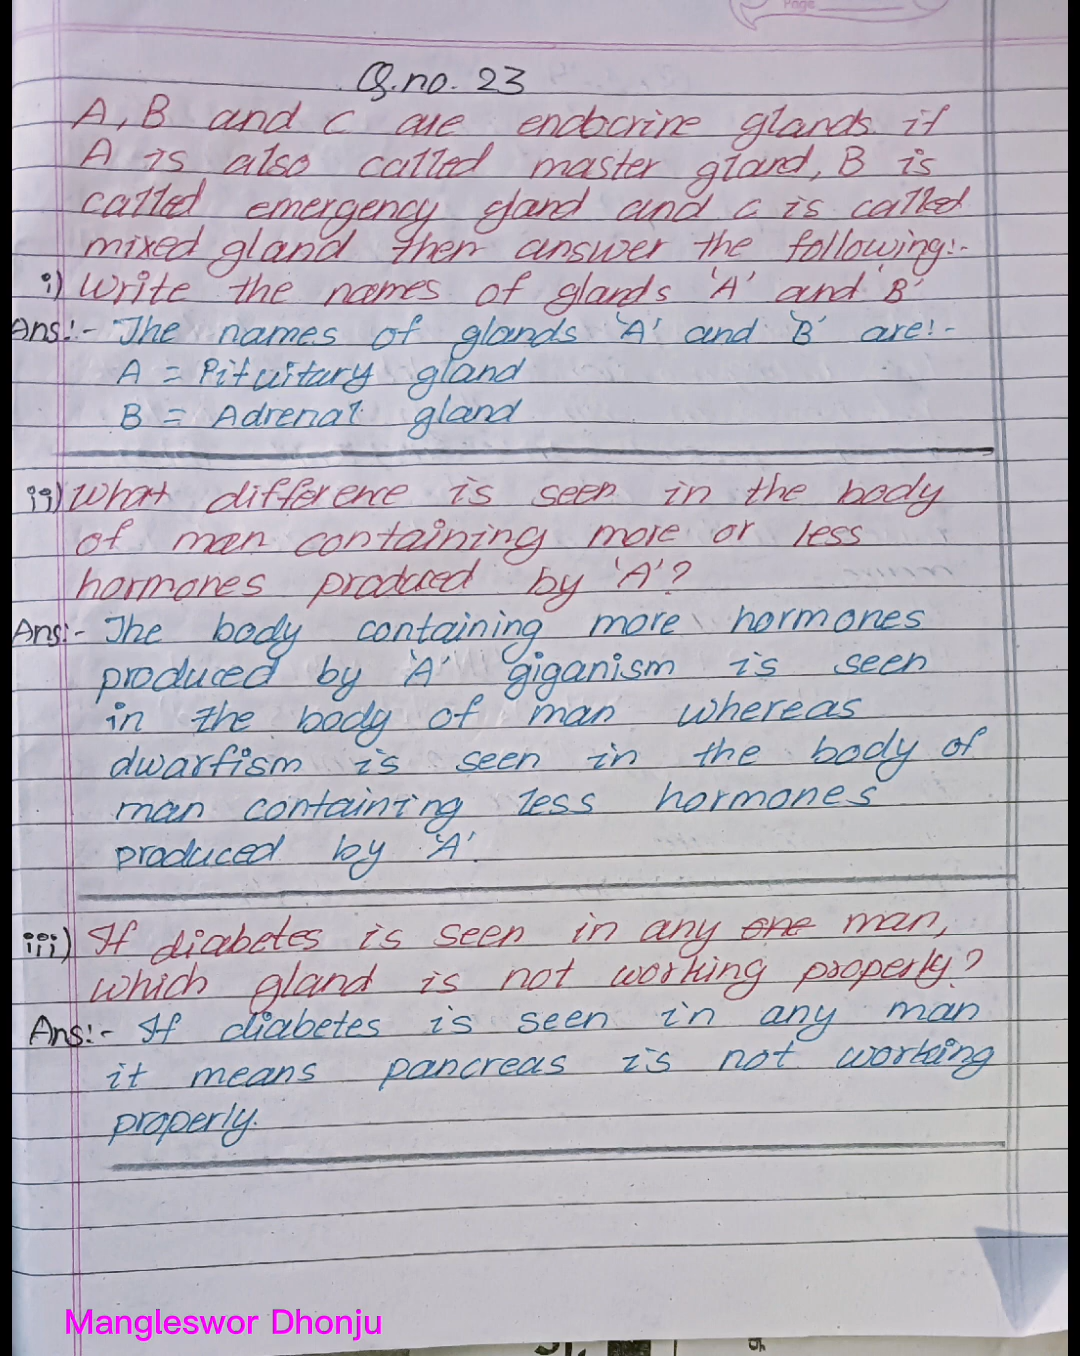 Page
Q.no. 23
A, B and C are endocrine glands if
A is also called master gland, B is
called emergency gland and C is called
mixed gland then answer the following:-
i) Write the names of glands 'A' and 'B'
Ans:- The names of glands 'A' and 'B' are:-
A = Pituitary gland
B = Adrenal gland
ii) What difference is seen in the body
of man containing more or less
hormones produced by 'A'?
Ans:- The body containing more hormones
produced by 'A' giganism is seen
in the body of man whereas
dwarfism is seen in the body of
man containing less hormones
produced by 'A'.
iii) If diabetes is seen in any one man,
which gland is not working properly?
Ans:- If diabetes is seen in any man
it means pancreas is not working
properly.
Mangleswor Dhonju